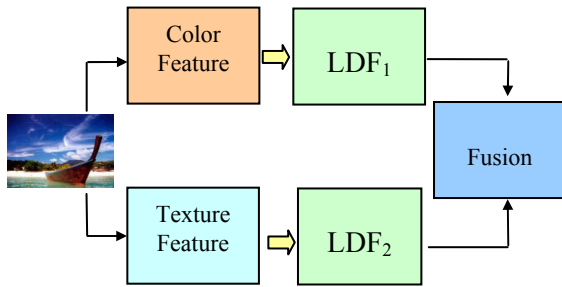 Color
Feature
LDF₁
Fusion
Texture
Feature
LDF₂